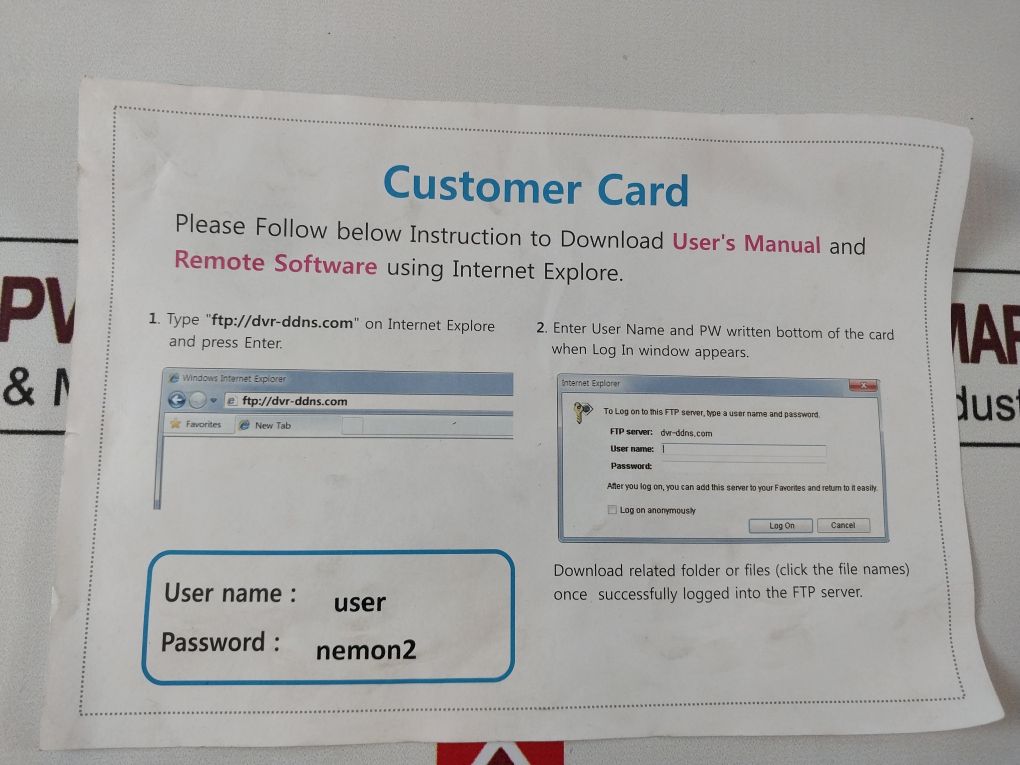 Customer Card
Please Follow below Instruction to Download User's Manual and
Remote Software using Internet Explore.
1. Type "ftp://dvr-ddns.com" on Internet Explore
and press Enter.
Windows Internet Explorer
ftp://dvr-ddns.com
Favorites
New Tab
2. Enter User Name and PW written bottom of the card
when Log In window appears.
Internet Explorer
To Log on to this FTP server, type a user name and password.
FTP server: dvr-ddns.com
User name:
Password:
After you log on, you can add this server to your Favorites and return to it easily.
Log on anonymously
Log On
Cancel
Download related folder or files (click the file names)
once successfully logged into the FTP server.
User name : user
Password : nemon2